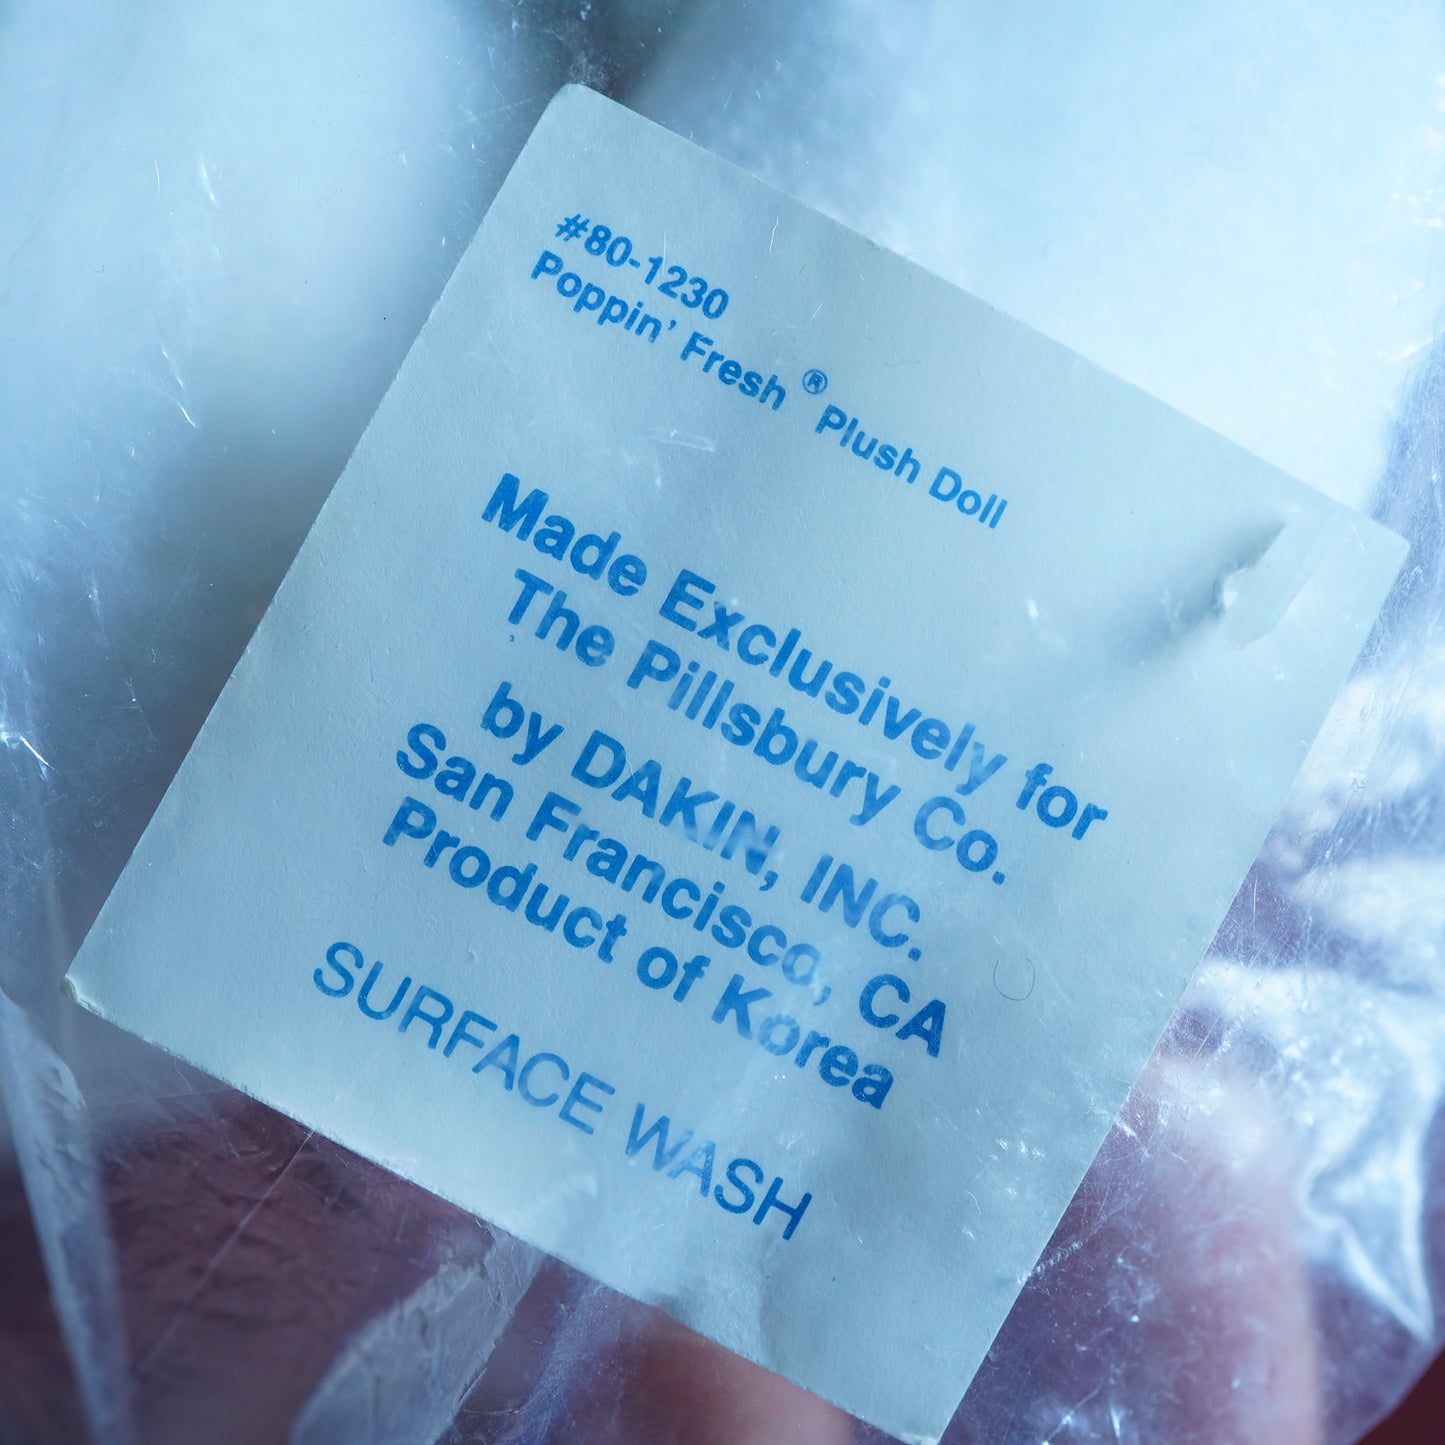 #80-1230
Poppin' Fresh® Plush Doll
Made Exclusively for
The Pillsbury Co.
by DAKIN, INC.
San Francisco, CA
Product of Korea
SURFACE WASH